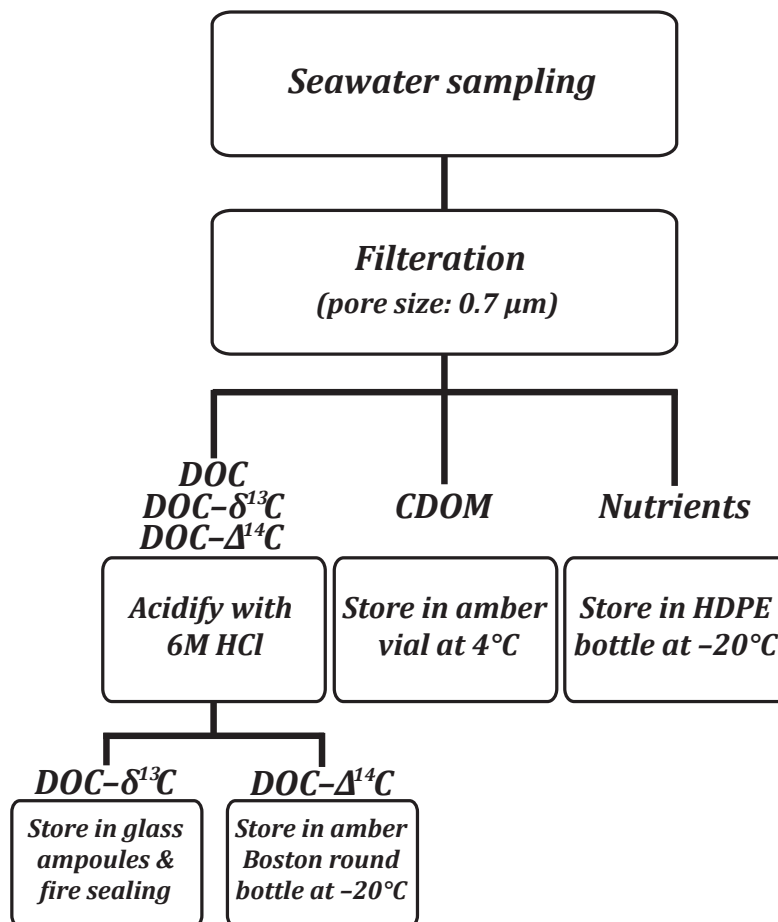 Seawater sampling
Filteration
(pore size: 0.7 μm)
DOC
DOC–δ¹³C
DOC–Δ¹⁴C
Acidify with
6M HCl
CDOM
Store in amber
vial at 4°C
Nutrients
Store in HDPE
bottle at –20°C
DOC–δ¹³C
Store in glass
ampoules &
fire sealing
DOC–Δ¹⁴C
Store in amber
Boston round
bottle at –20°C